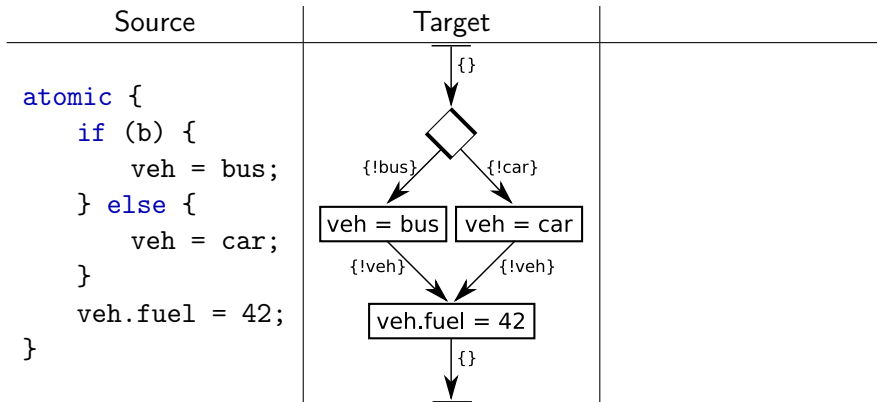 Source
Target
atomic {
if (b) {
veh = bus;
} else {
veh = car;
}
veh.fuel = 42;
}
{}
{!bus}
{!car}
veh = bus
veh = car
{!veh}
{!veh}
veh.fuel = 42
{}